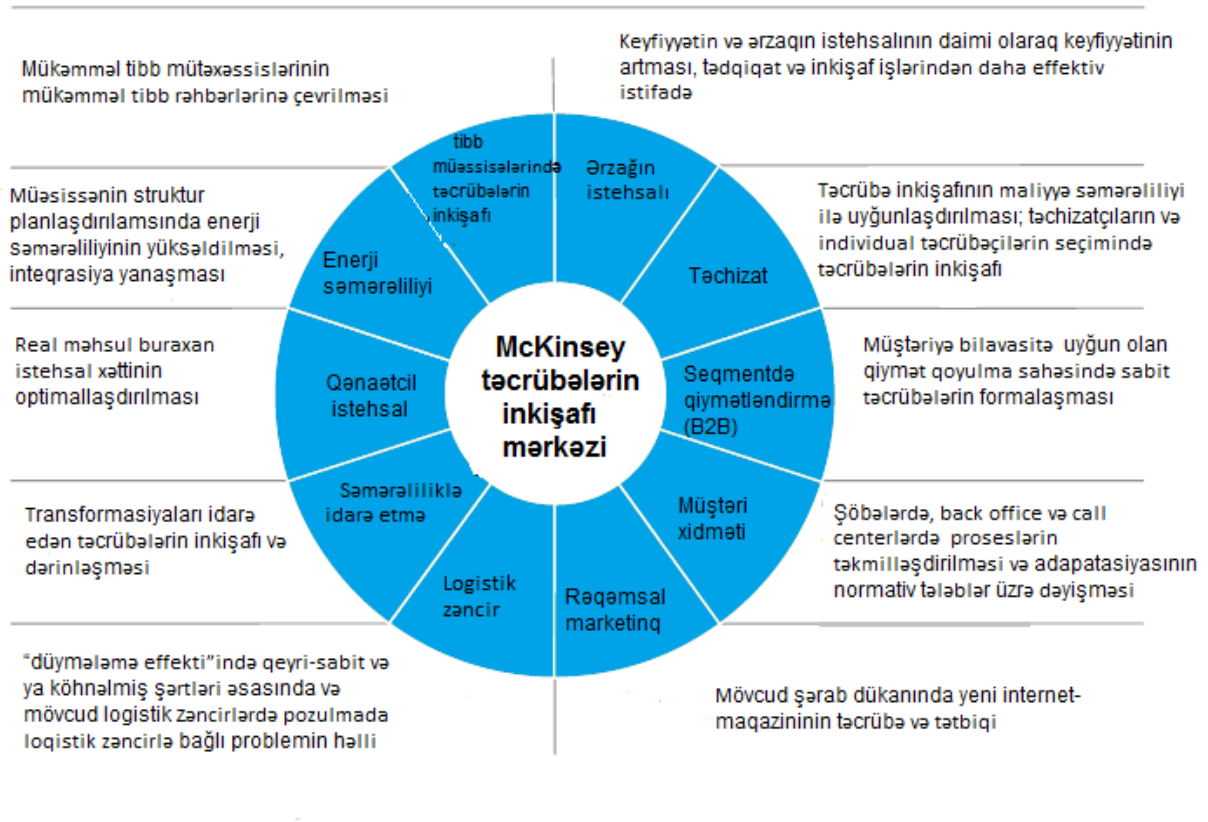 Mükəmməl tibb mütəxəssislərinin
mükəmməl tibb rəhbərlərinə çevrilməsi
Keyfiyyətin və ərzaqın istehsalının daimi olaraq keyfiyyətinin
artması, tədqiqat və inkişaf işlərindən daha effektiv
istifadə
tibb
müəssisələrində
təcrübələrin
inkişafı
Ərzağın
istehsalı
Müəsissənin struktur
planlaşdırılamsında enerji
səmərəliliyinin yüksəldilməsi,
inteqrasiya yanaşması
Enerji
səmərəliliyi
Təchizat
Təcrübə inkişafının maliyyə səmərəliliyi
ilə uyğunlaşdırılması; təchizatçıların və
individual təcrübəçilərin seçimində
təcrübələrin inkişafı
Real məhsul buraxan
istehsal xəttinin
optimallaşdırılması
Qənaətcil
istehsal
McKinsey
təcrübələrin
inkişafı
mərkəzi
Seqmentdə
qiymətləndirmə
(B2B)
Müştəriyə bilavasitə uyğun olan
qiymət qoyulma sahəsində sabit
təcrübələrin formalaşması
Transformasiyaları idarə
edən təcrübələrin inkişafı və
dərinləşməsi
Səmərəliliklə
idarə etmə
Müştəri
xidməti
Şöbələrdə, back office və call
centerlərdə proseslərin
təkmilləşdirilməsi və adapatasiyasının
normativ tələblər üzrə dəyişməsi
Logistik
zəncir
Rəqəmsal
marketinq
"düymələmə effekti"ində qeyri-sabit və
ya köhnəlmiş şərtləri əsasında və
mövcud logistik zəncirlərdə pozulmada
loqistik zəncirlə bağlı problemin həlli
Mövcud şərab dükanında yeni internet-
maqazininin təcrübə və tətbiqi